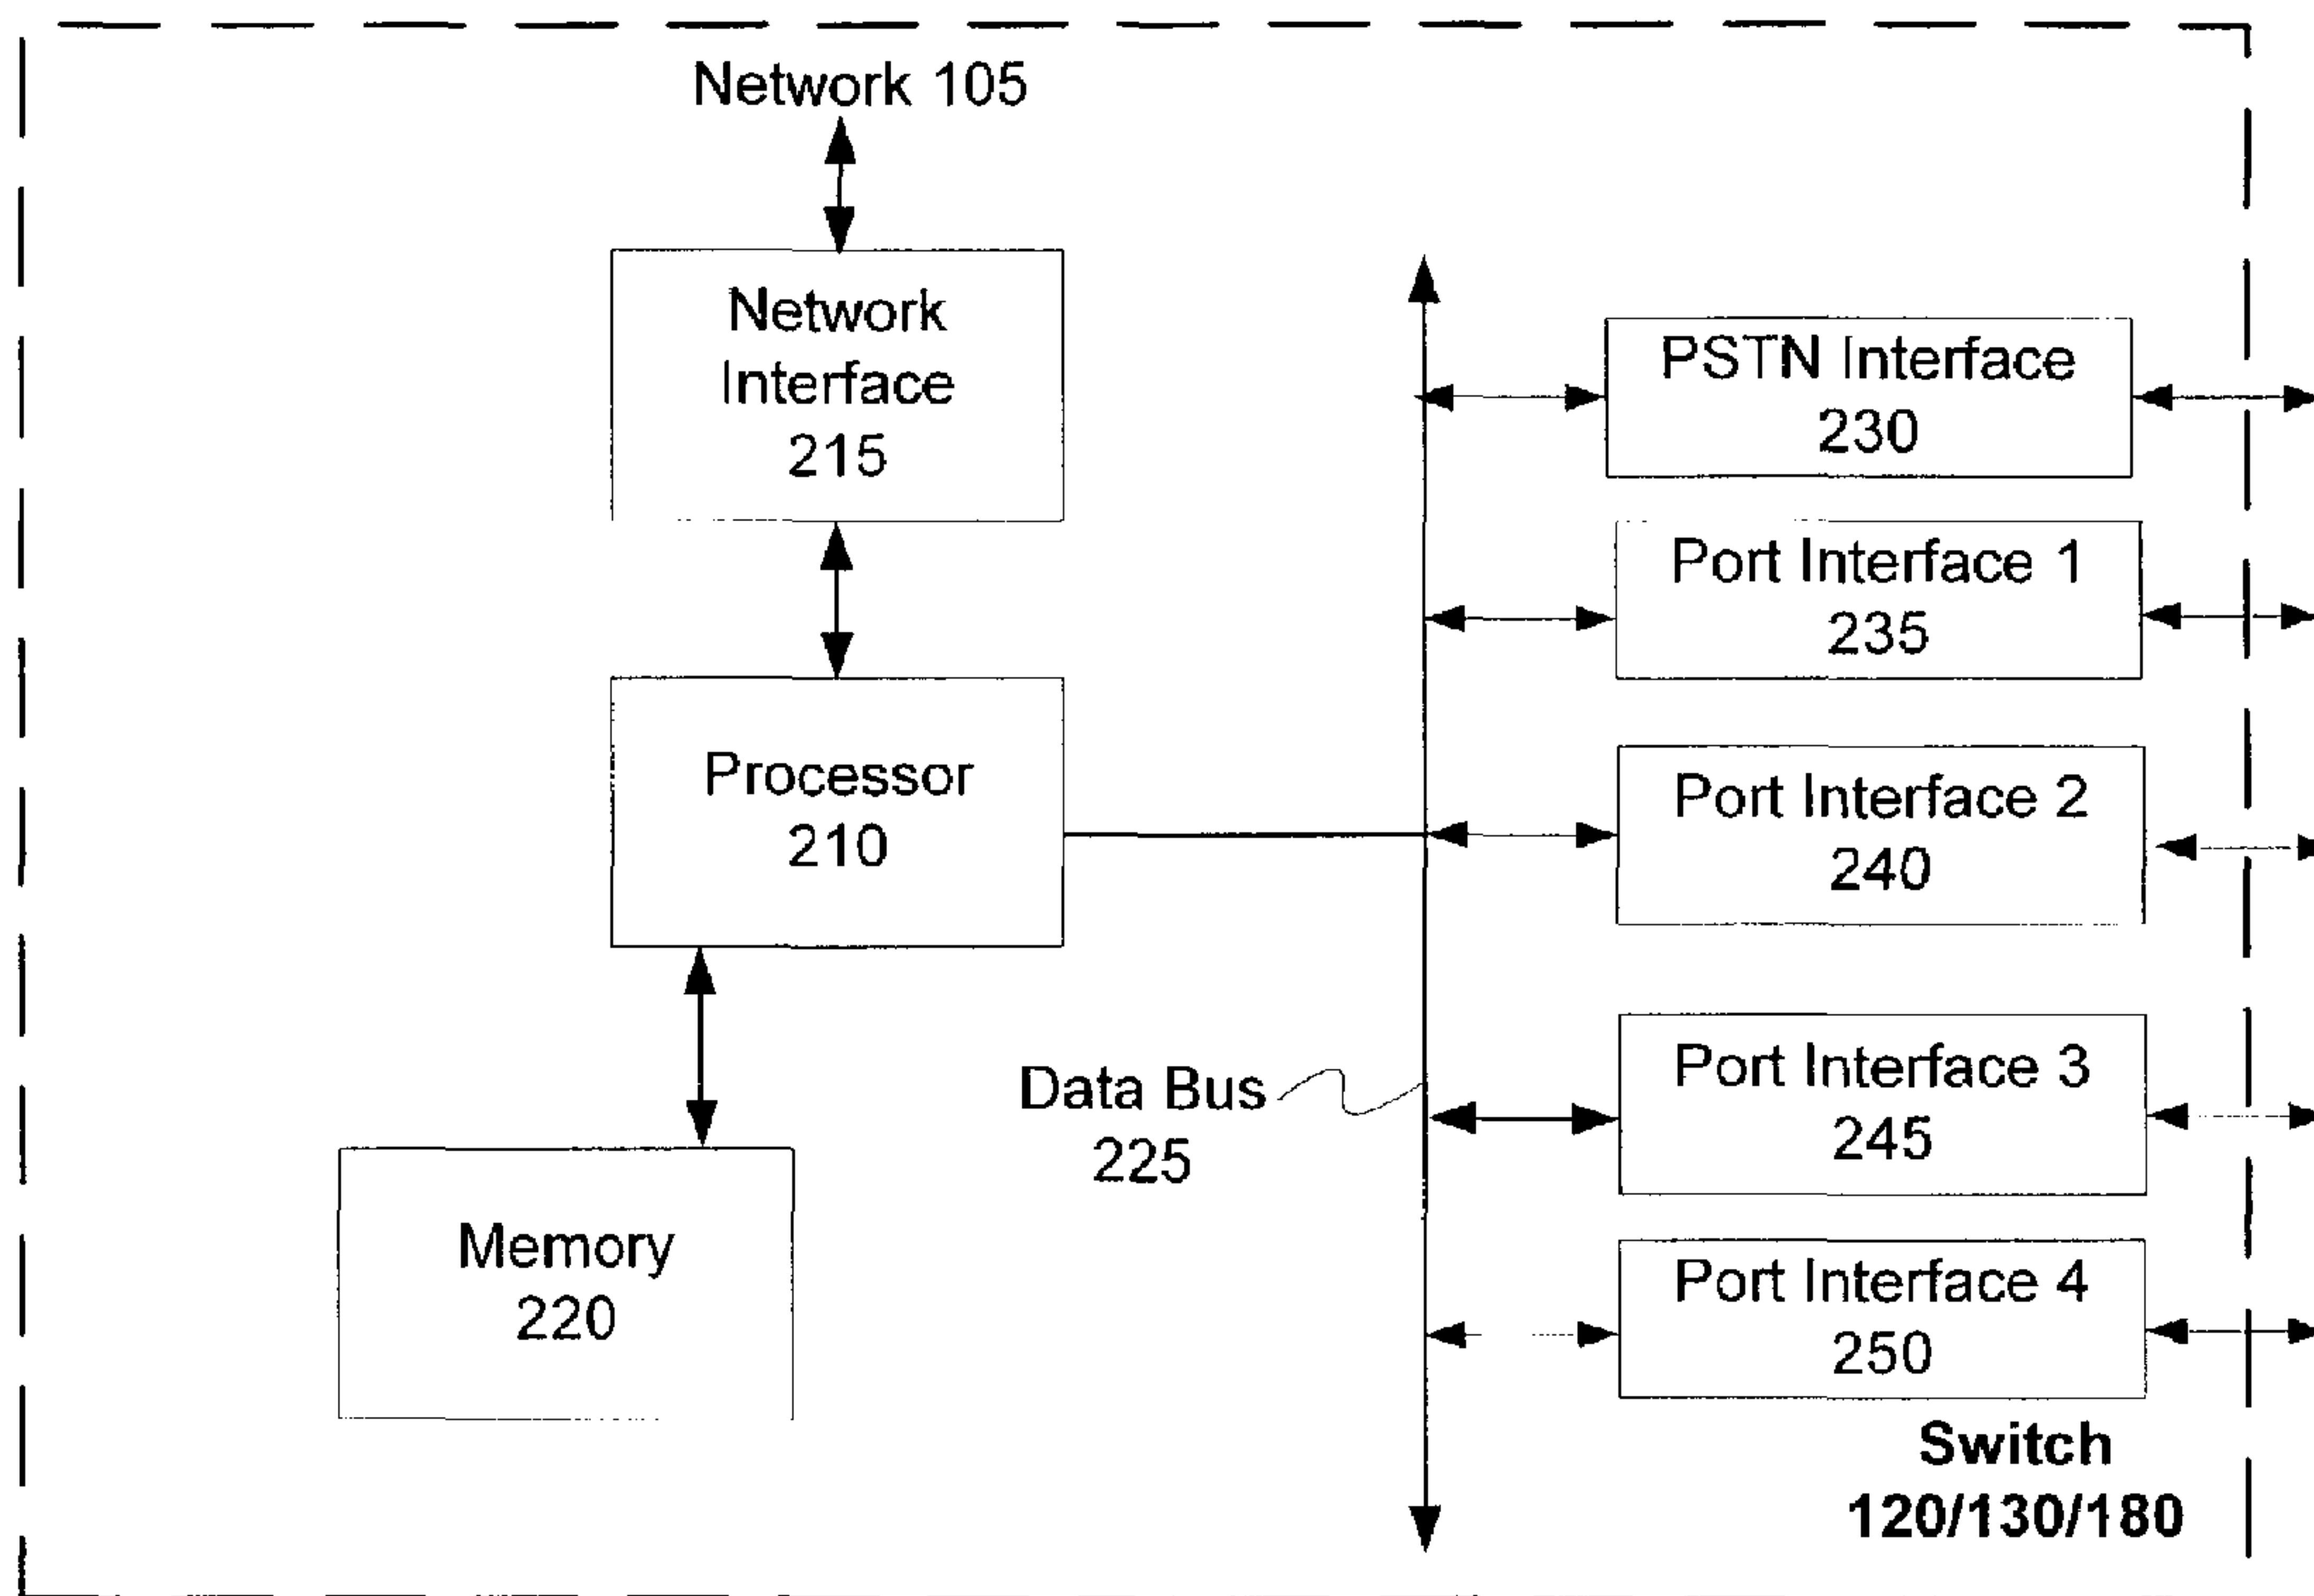 Network 105
Network
Interface
215
Processor
210
Memory
220
Data Bus
225
PSTN Interface
230
Port Interface 1
235
Port Interface 2
240
Port Interface 3
245
Port Interface 4
250
Switch
120/130/180